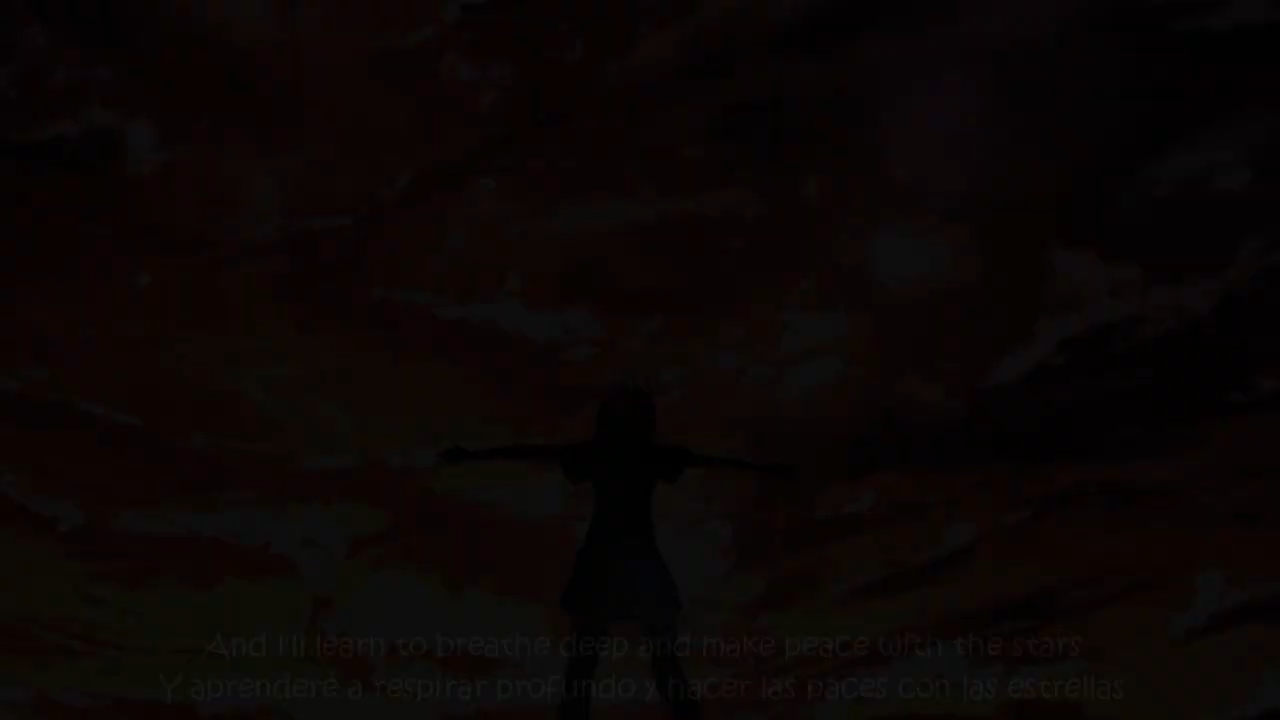 And I'll learn to breathe deep and make peace with the stars
Y aprenderé a respirar profundo y hacer las paces con las estrellas